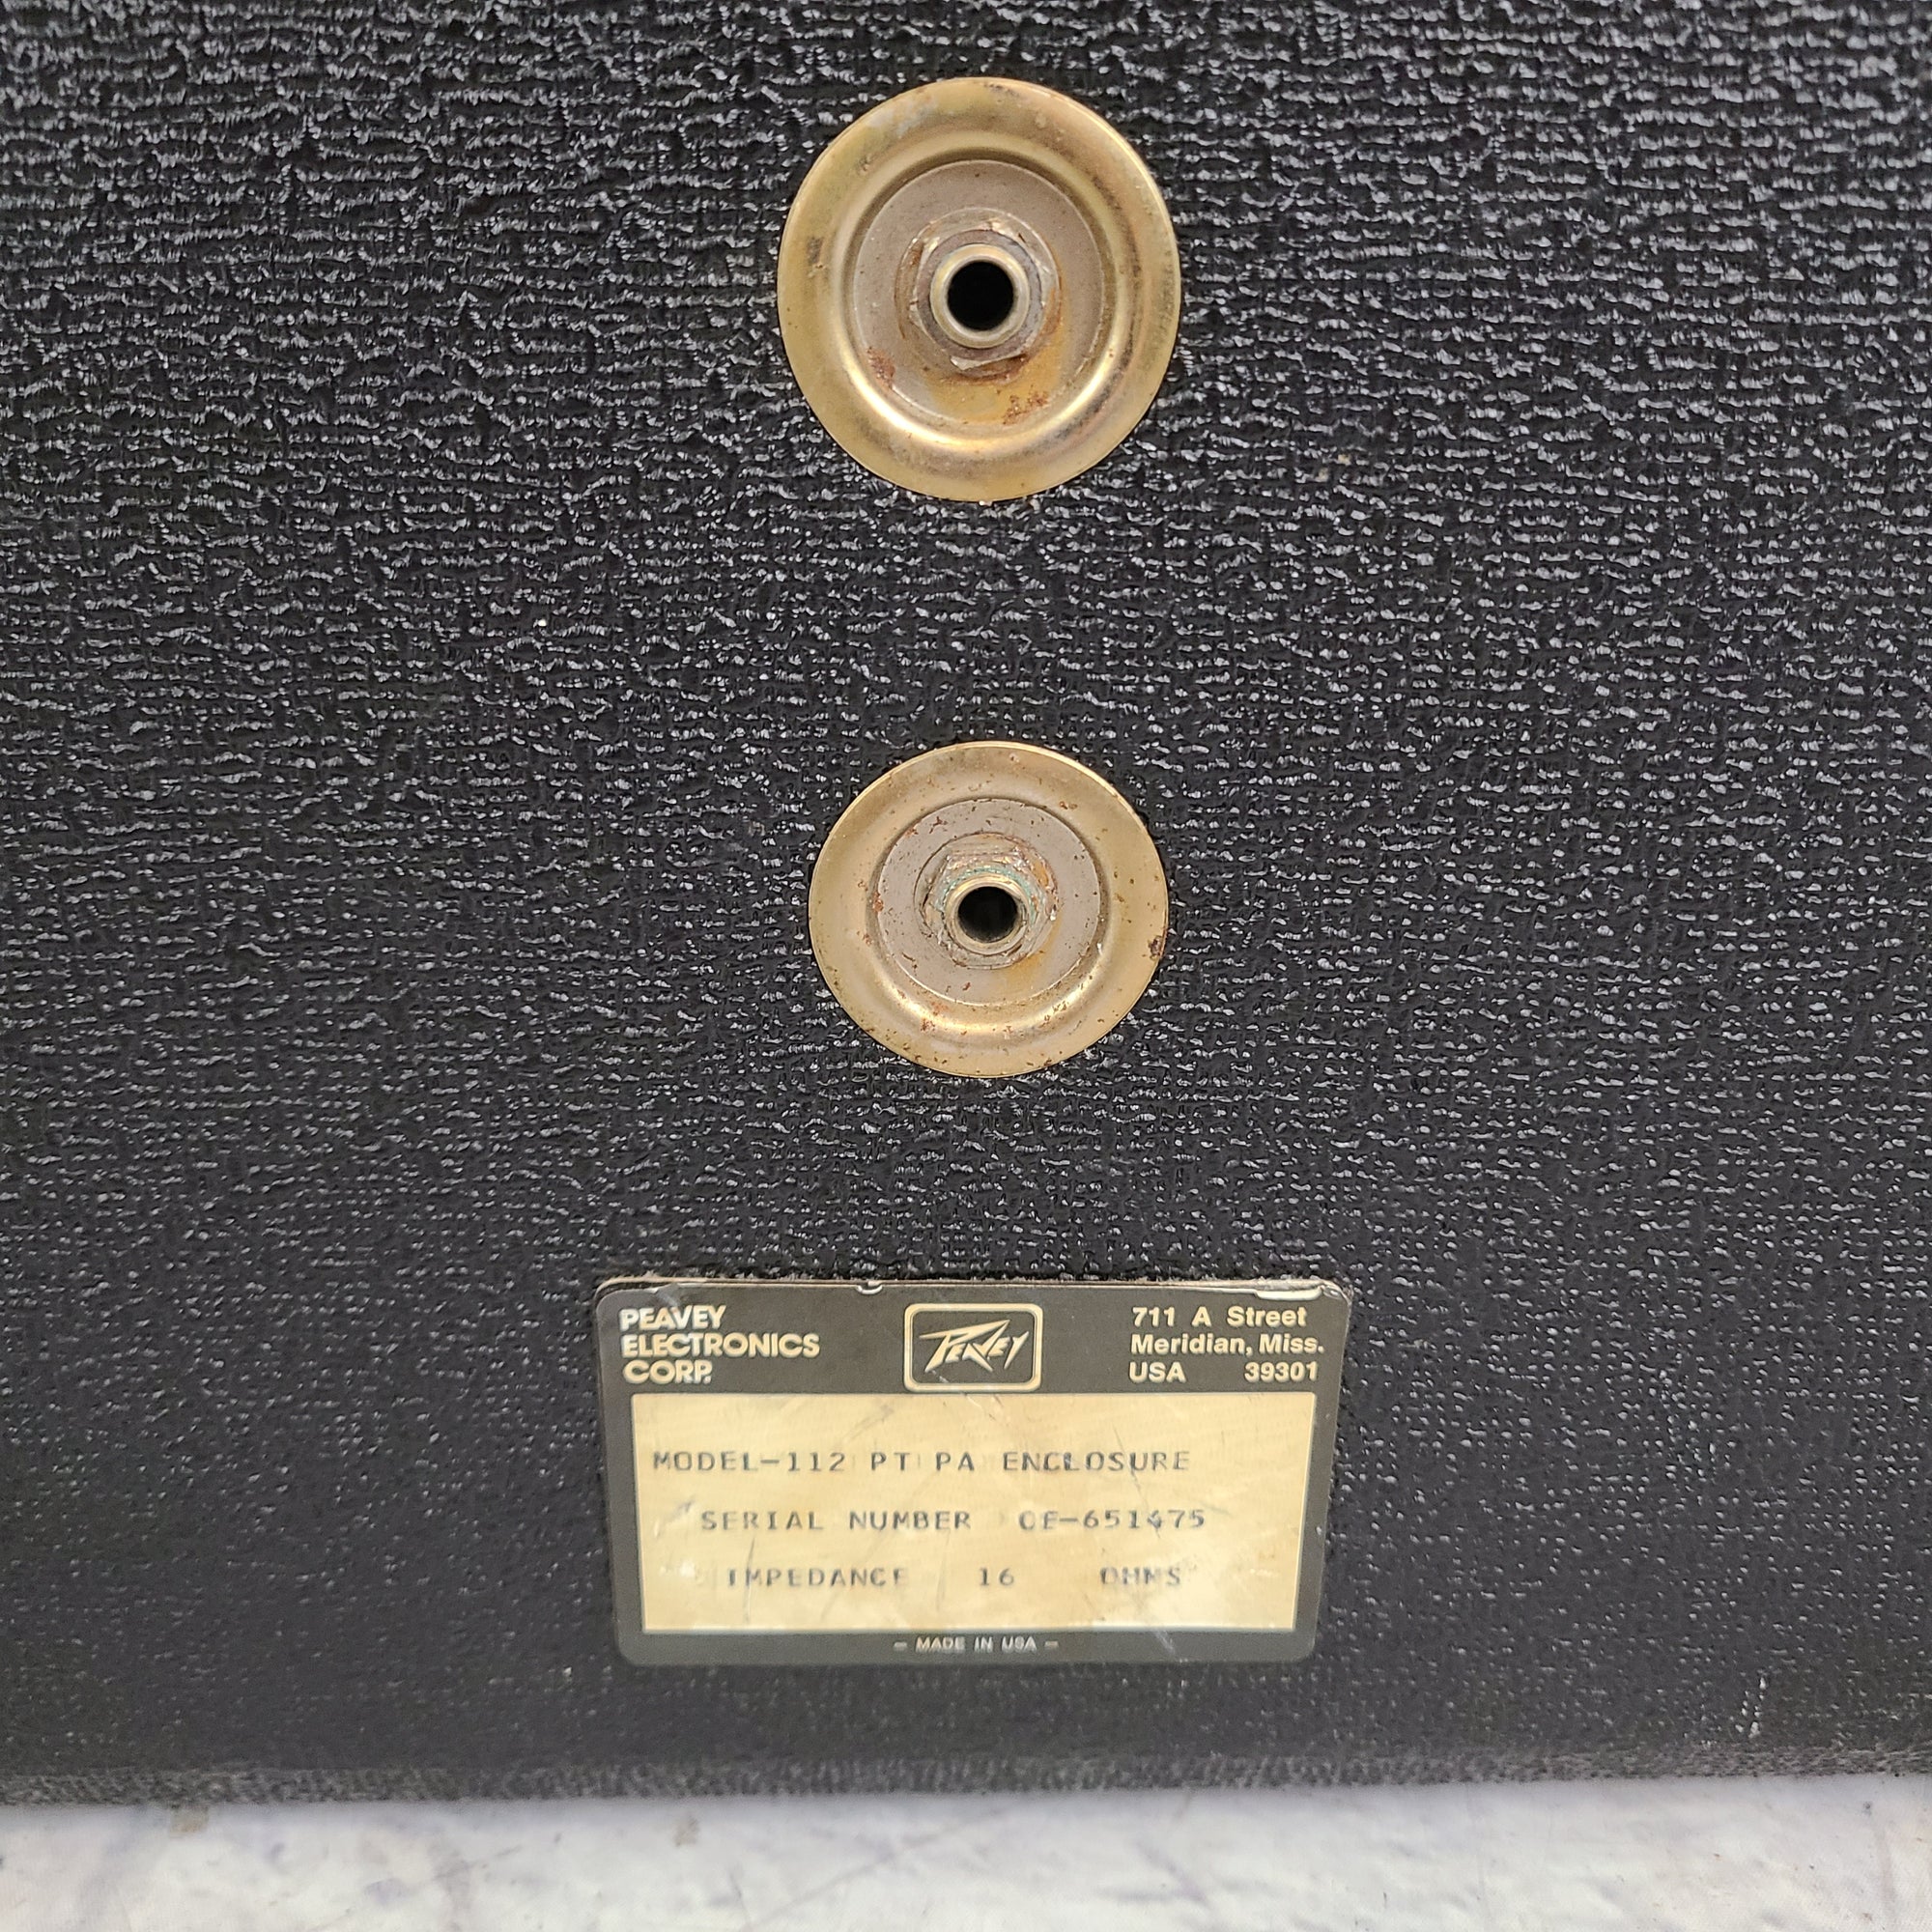 PEAVEY
ELECTRONICS
CORP.
PEAVEY
711 A Street
Meridian, Miss.
USA 39301
MODEL-112 PT PA ENCLOSURE
SERIAL NUMBER 0E-651475
IMPEDANCE 16 OHMS
- MADE IN USA -